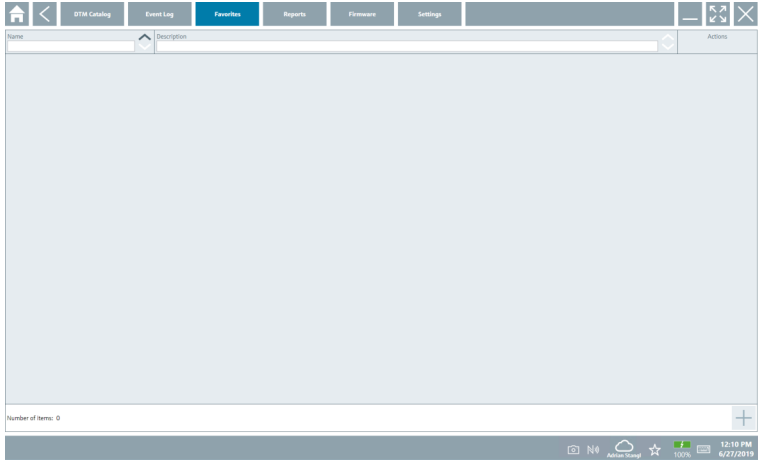 DTM Catalog Event Log Favorites Reports Firmware Settings
Name Description Actions
Number of Items: 0
12:10 PM
Adrian Stangl 100% 6/27/2019